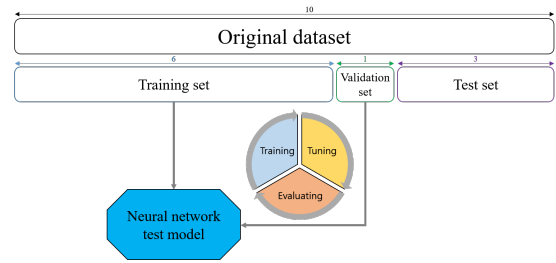 10
Original dataset
6
1
3
Training set
Validation
set
Test set
Training
Tuning
Evaluating
Neural network
test model